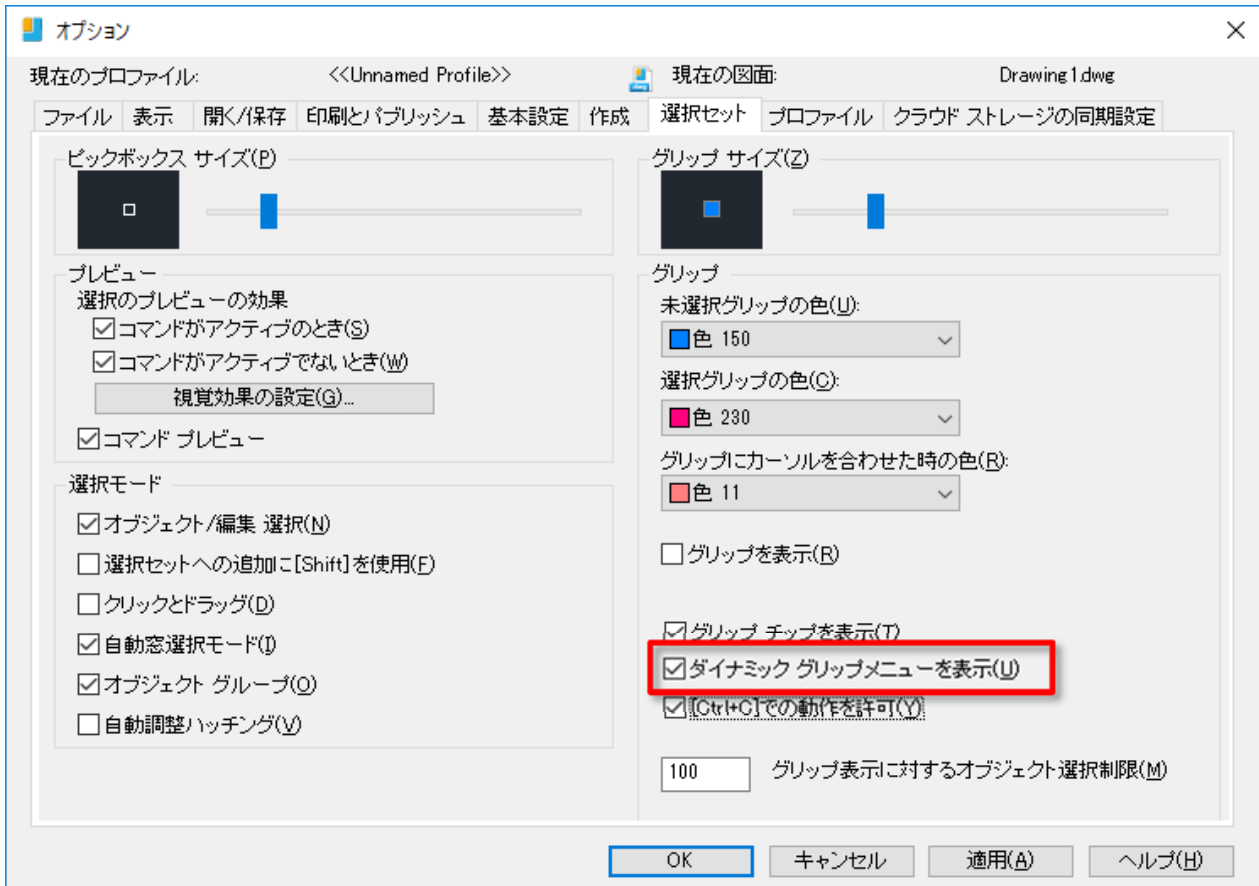 オプション
現在のプロファイル: <<Unnamed Profile>> 現在の図面: Drawing1.dwg
ファイル 表示 開く/保存 印刷とパブリッシュ 基本設定 作成 選択セット プロファイル クラウド ストレージの同期設定
ピックボックス サイズ(P)
プレビュー
選択のプレビューの効果
コマンドがアクティブのとき(S)
コマンドがアクティブでないとき(W)
視覚効果の設定(G)...
コマンド プレビュー
選択モード
オブジェクト/編集 選択(N)
選択セットへの追加に[Shift]を使用(F)
クリックとドラッグ(D)
自動窓選択モード(I)
オブジェクト グループ(O)
自動調整ハッチング(V)
グリップ サイズ(Z)
グリップ
未選択グリップの色(U):
色 150
選択グリップの色(C):
色 230
グリップにカーソルを合わせた時の色(R):
色 11
グリップを表示(R)
グリップ チップを表示(T)
ダイナミック グリップメニューを表示(U)
[Ctrl+C]での動作を許可(Y)
100 グリップ表示に対するオブジェクト選択制限(M)
OK キャンセル 適用(A) ヘルプ(H)